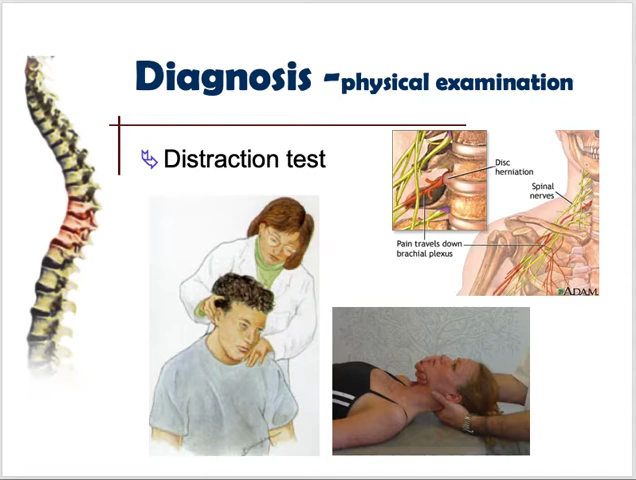 Diagnosis -physical examination
Distraction test
Disc
herniation
Spinal
nerves
Pain travels down
brachial plexus
ADAM